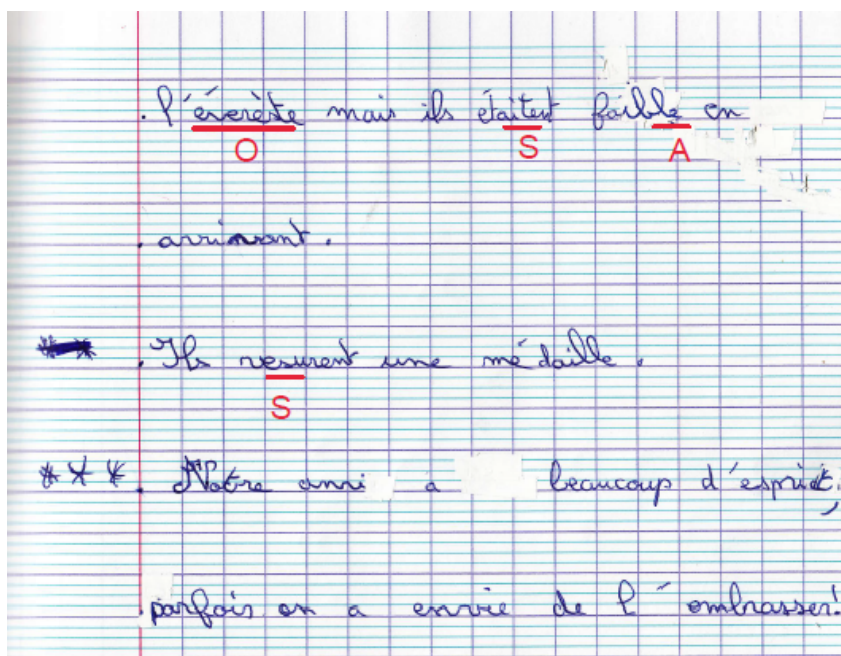 . l'éverèste mais ils étaitent faible en
O S A
. arrivant .
. Ils resurent une médaille .
S
*** . Notre ami a beaucoup d'esprit,
parfois on a envie de l'embrasser!